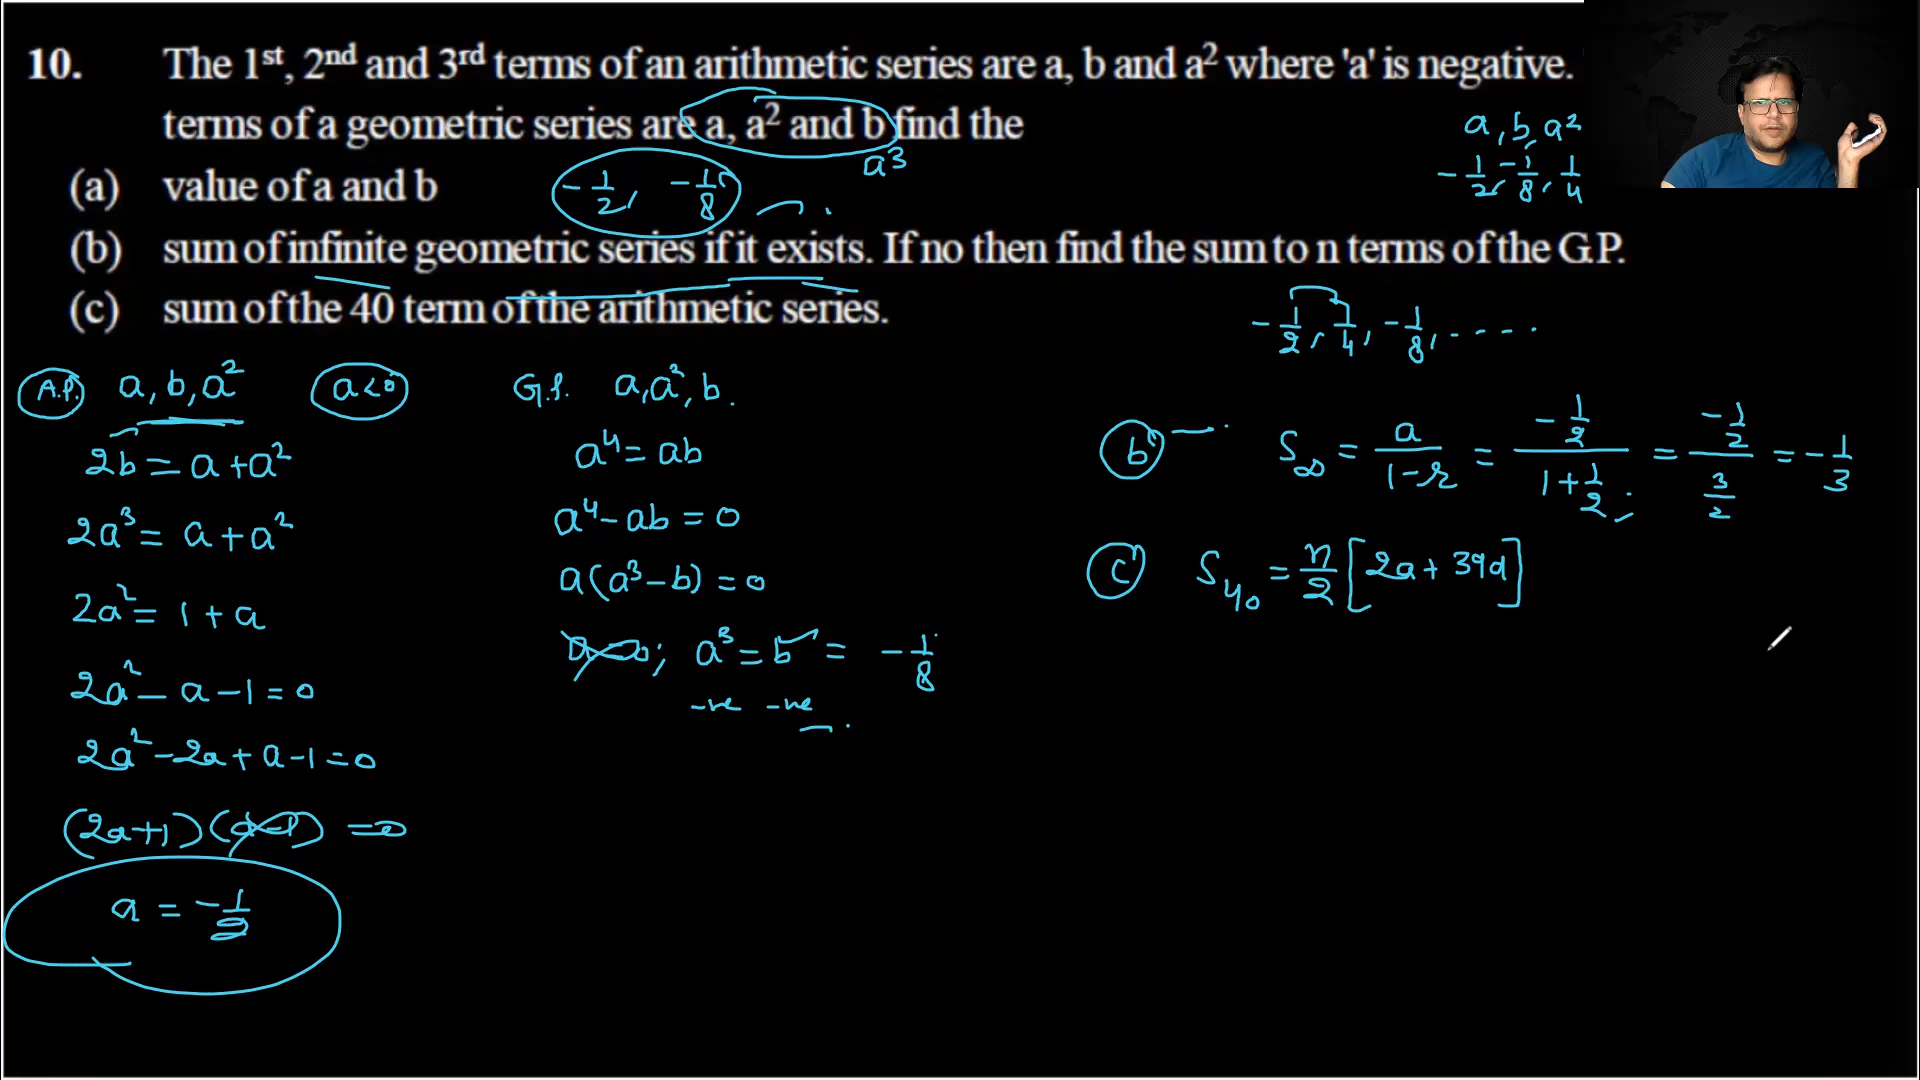 10. The 1st, 2nd and 3rd terms of an arithmetic series are a, b and a² where 'a' is negative.
terms of a geometric series are a, a² and b find the
a³
a, b, a²
-1/2, -1/8, 1/4
(a) value of a and b
-1/2, -1/8
(b) sum of infinite geometric series if it exists. If no then find the sum to n terms of the G.P.
(c) sum of the 40 term of the arithmetic series.
-1/2, 1/4, -1/8, - - - -
A.P. a, b, a² a<0
2b = a + a²
2a³ = a + a²
2a² = 1 + a
2a² - a - 1 = 0
2a² - 2a + a - 1 = 0
(2a+1)(a-1) = 0
a = -1/2
G.P. a, a², b.
a⁴ = ab
a⁴ - ab = 0
a(a³ - b) = 0
a=0; a³ = b = -1/8
-ve -ve
b S∞ = a/(1-r) = (-1/2)/(1+1/2) = (-1/2)/(3/2) = -1/3
c S40 = n/2 [2a + 39d]